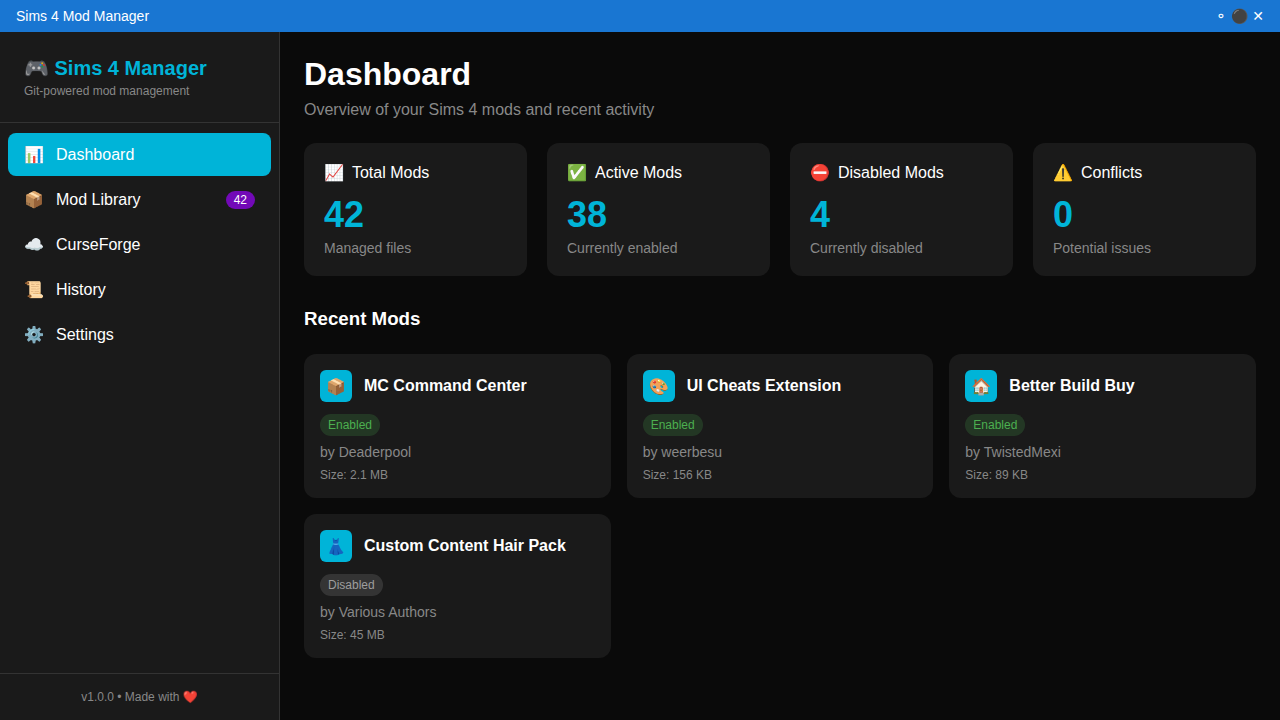 Sims 4 Mod Manager
🎮 Sims 4 Manager
Git-powered mod management
📊 Dashboard
📦 Mod Library 42
☁️ CurseForge
📜 History
⚙️ Settings
v1.0.0 • Made with ❤️
Dashboard
Overview of your Sims 4 mods and recent activity
📈 Total Mods
42
Managed files
✅ Active Mods
38
Currently enabled
⛔ Disabled Mods
4
Currently disabled
⚠️ Conflicts
0
Potential issues
Recent Mods
📦 MC Command Center
Enabled
by Deaderpool
Size: 2.1 MB
🎨 UI Cheats Extension
Enabled
by weerbesu
Size: 156 KB
🏠 Better Build Buy
Enabled
by TwistedMexi
Size: 89 KB
👗 Custom Content Hair Pack
Disabled
by Various Authors
Size: 45 MB